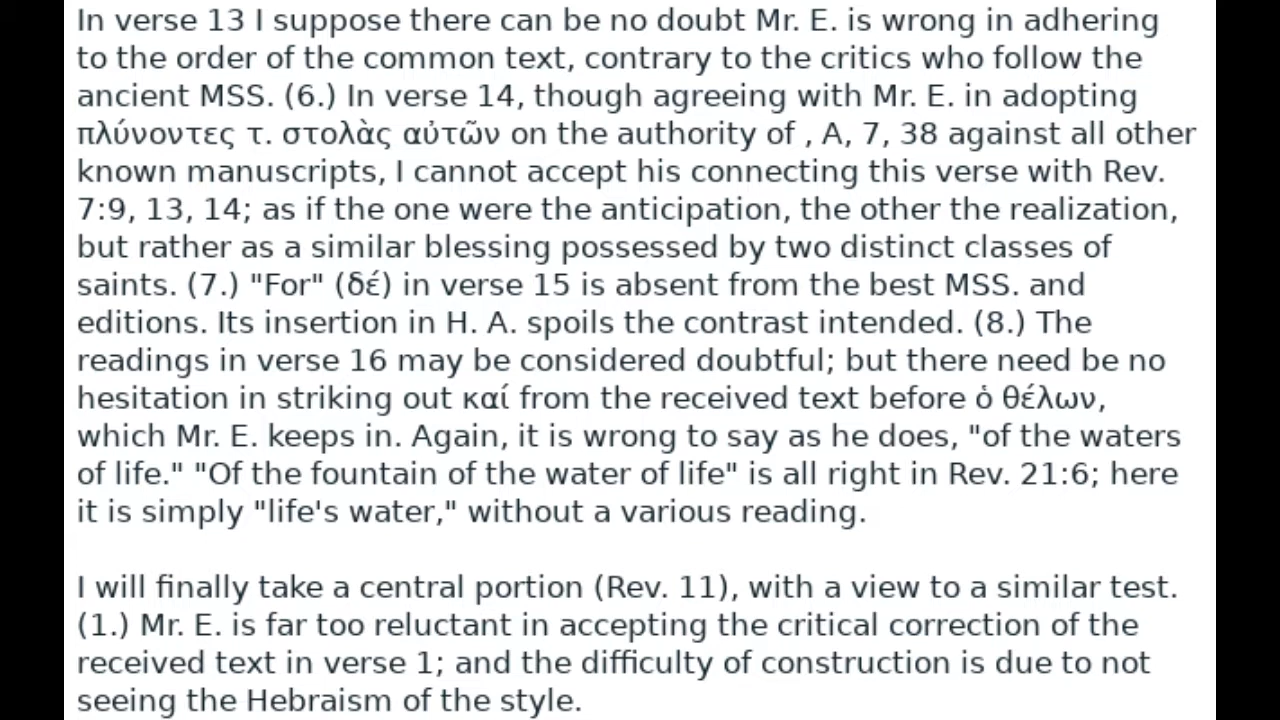 In verse 13 I suppose there can be no doubt Mr. E. is wrong in adhering
to the order of the common text, contrary to the critics who follow the
ancient MSS. (6.) In verse 14, though agreeing with Mr. E. in adopting
πλύνοντες τ. στολὰς αὐτῶν on the authority of , A, 7, 38 against all other
known manuscripts, I cannot accept his connecting this verse with Rev.
7:9, 13, 14; as if the one were the anticipation, the other the realization,
but rather as a similar blessing possessed by two distinct classes of
saints. (7.) "For" (δέ) in verse 15 is absent from the best MSS. and
editions. Its insertion in H. A. spoils the contrast intended. (8.) The
readings in verse 16 may be considered doubtful; but there need be no
hesitation in striking out καί from the received text before ὁ θέλων,
which Mr. E. keeps in. Again, it is wrong to say as he does, "of the waters
of life." "Of the fountain of the water of life" is all right in Rev. 21:6; here
it is simply "life's water," without a various reading.
I will finally take a central portion (Rev. 11), with a view to a similar test.
(1.) Mr. E. is far too reluctant in accepting the critical correction of the
received text in verse 1; and the difficulty of construction is due to not
seeing the Hebraism of the style.